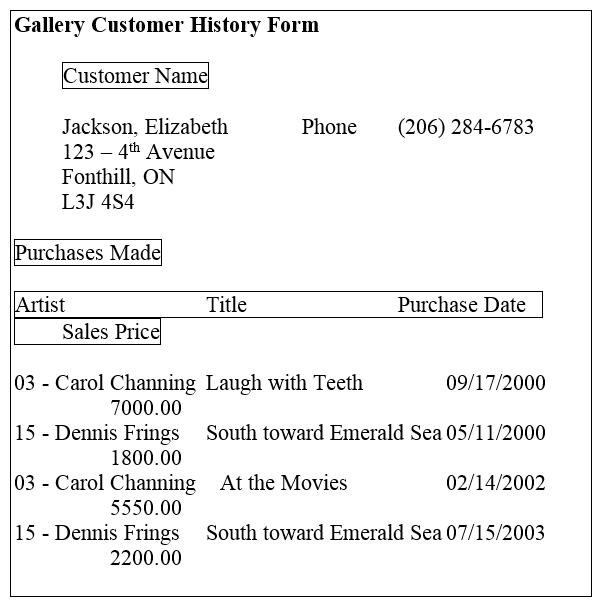 Gallery Customer History Form
Customer Name
Jackson, Elizabeth Phone (206) 284-6783
123 – 4th Avenue
Fonthill, ON
L3J 4S4
Purchases Made
Artist Title Purchase Date
Sales Price
03 - Carol Channing Laugh with Teeth 09/17/2000
7000.00
15 - Dennis Frings South toward Emerald Sea 05/11/2000
1800.00
03 - Carol Channing At the Movies 02/14/2002
5550.00
15 - Dennis Frings South toward Emerald Sea 07/15/2003
2200.00